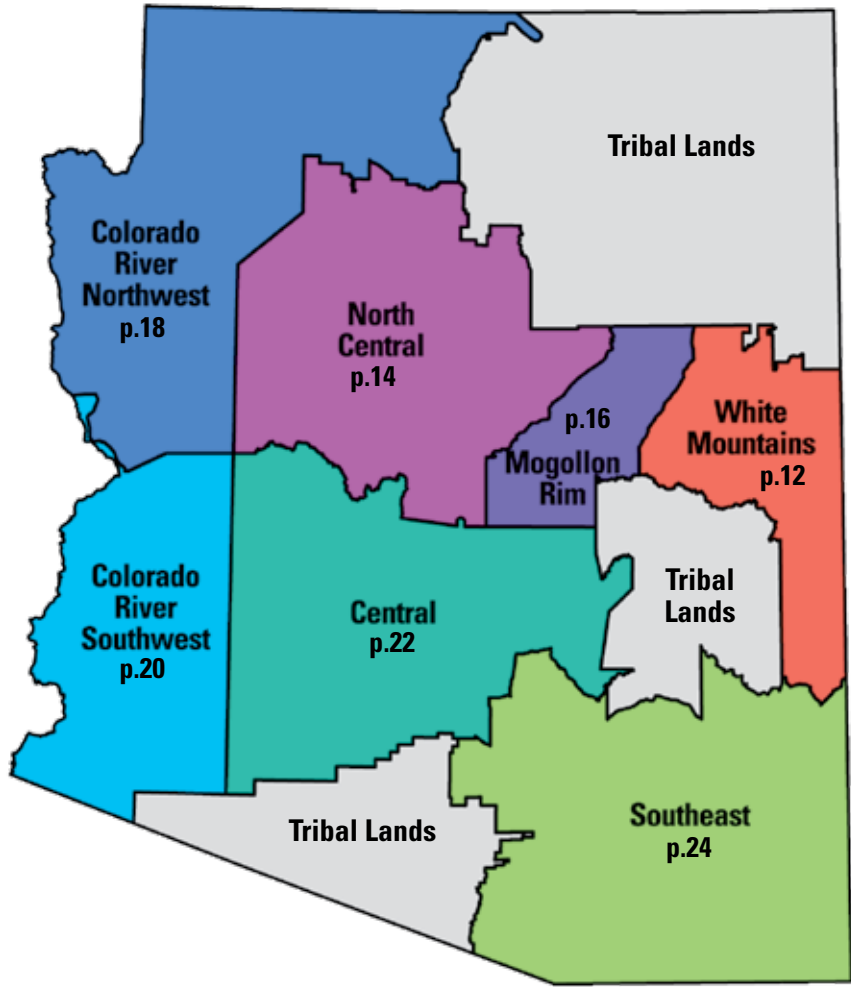 Tribal Lands
Colorado
River
Northwest
p.18
North
Central
p.14
p.16
Mogollon
Rim
White
Mountains
p.12
Colorado
River
Southwest
p.20
Central
p.22
Tribal
Lands
Tribal Lands
Southeast
p.24